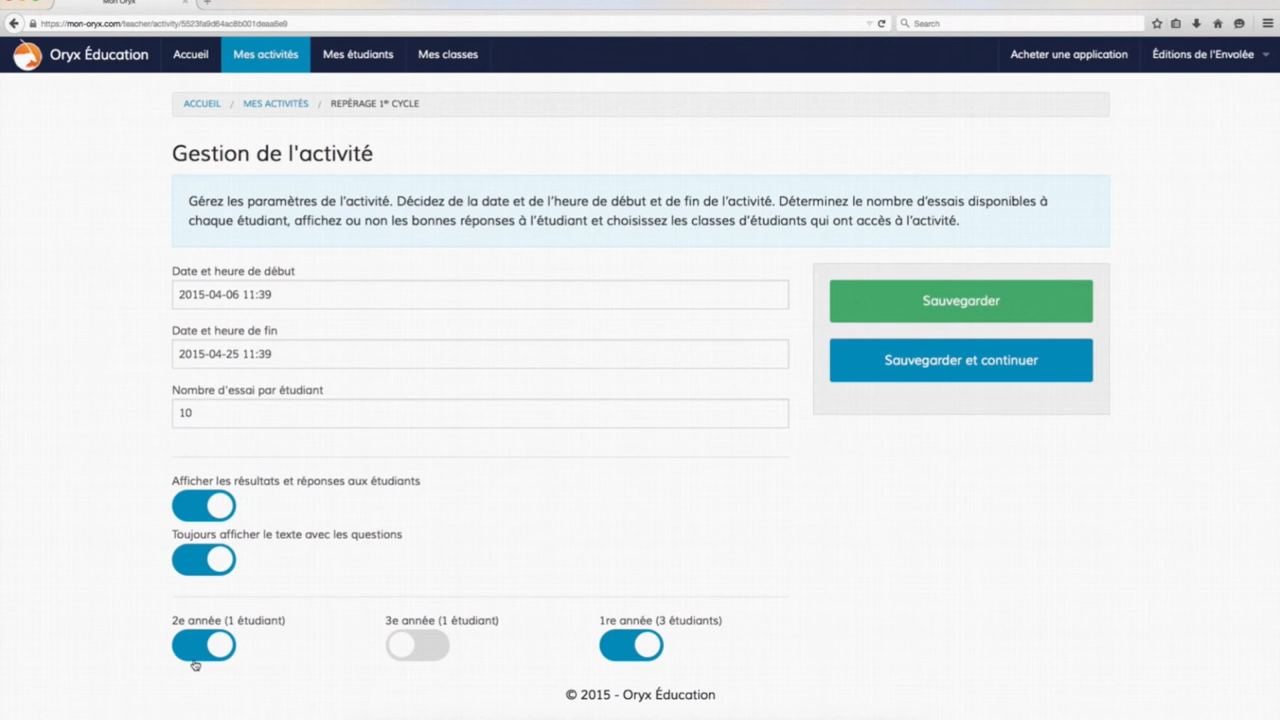 Mon Oryx
https://mon-oryx.com/teacher/activity/5523fa9d64ac8b001deaa6e9
Search
Oryx Éducation Accueil Mes activités Mes étudiants Mes classes Acheter une application Éditions de l'Envolée
ACCUEIL / MES ACTIVITÉS / REPÉRAGE 1er CYCLE
Gestion de l'activité
Gérez les paramètres de l'activité. Décidez de la date et de l'heure de début et de fin de l'activité. Déterminez le nombre d'essais disponibles à
chaque étudiant, affichez ou non les bonnes réponses à l'étudiant et choisissez les classes d'étudiants qui ont accès à l'activité.
Date et heure de début
2015-04-06 11:39
Date et heure de fin
2015-04-25 11:39
Nombre d'essai par étudiant
10
Sauvegarder
Sauvegarder et continuer
Afficher les résultats et réponses aux étudiants
Toujours afficher le texte avec les questions
2e année (1 étudiant) 3e année (1 étudiant) 1re année (3 étudiants)
© 2015 - Oryx Éducation